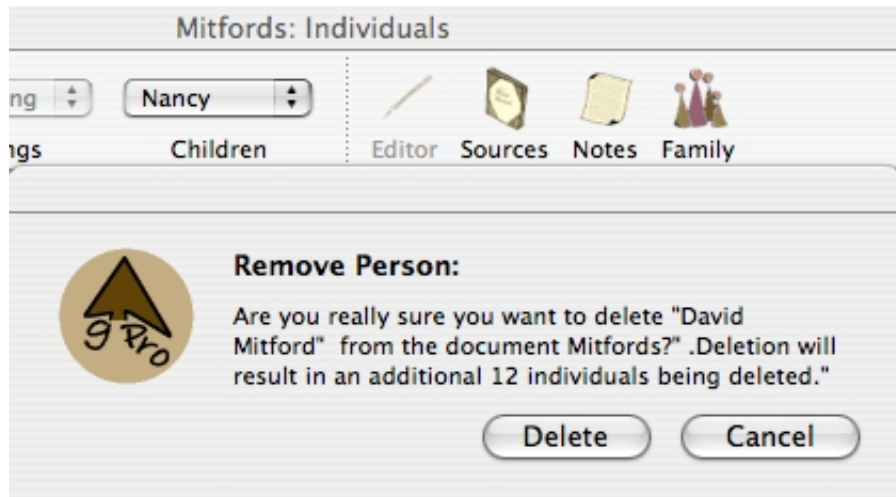 Mitfords: Individuals
ng Nancy
ngs Children Editor Sources Notes Family
g Pro
Remove Person:
Are you really sure you want to delete "David
Mitford"  from the document Mitfords?" .Deletion will
result in an additional 12 individuals being deleted."
Delete Cancel